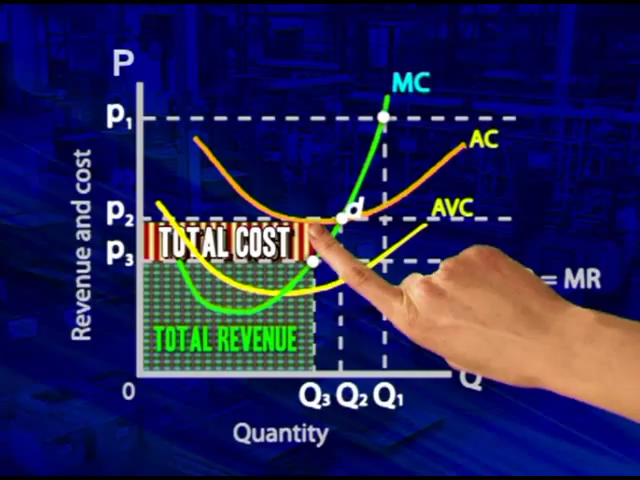 P
MC
P₁
AC
d
AVC
P₂
TOTAL COST
P₃
= MR
Revenue and cost
TOTAL REVENUE
0
Q₃ Q₂ Q₁
Q
Quantity